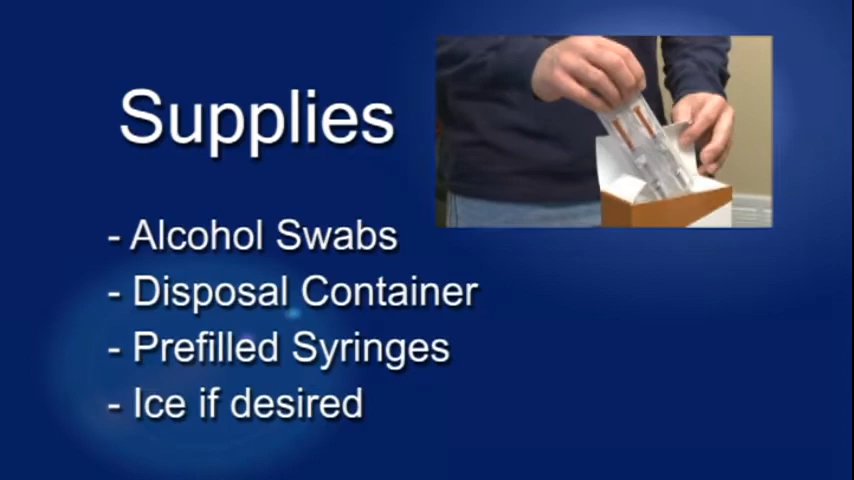 Supplies
- Alcohol Swabs
- Disposal Container
- Prefilled Syringes
- Ice if desired